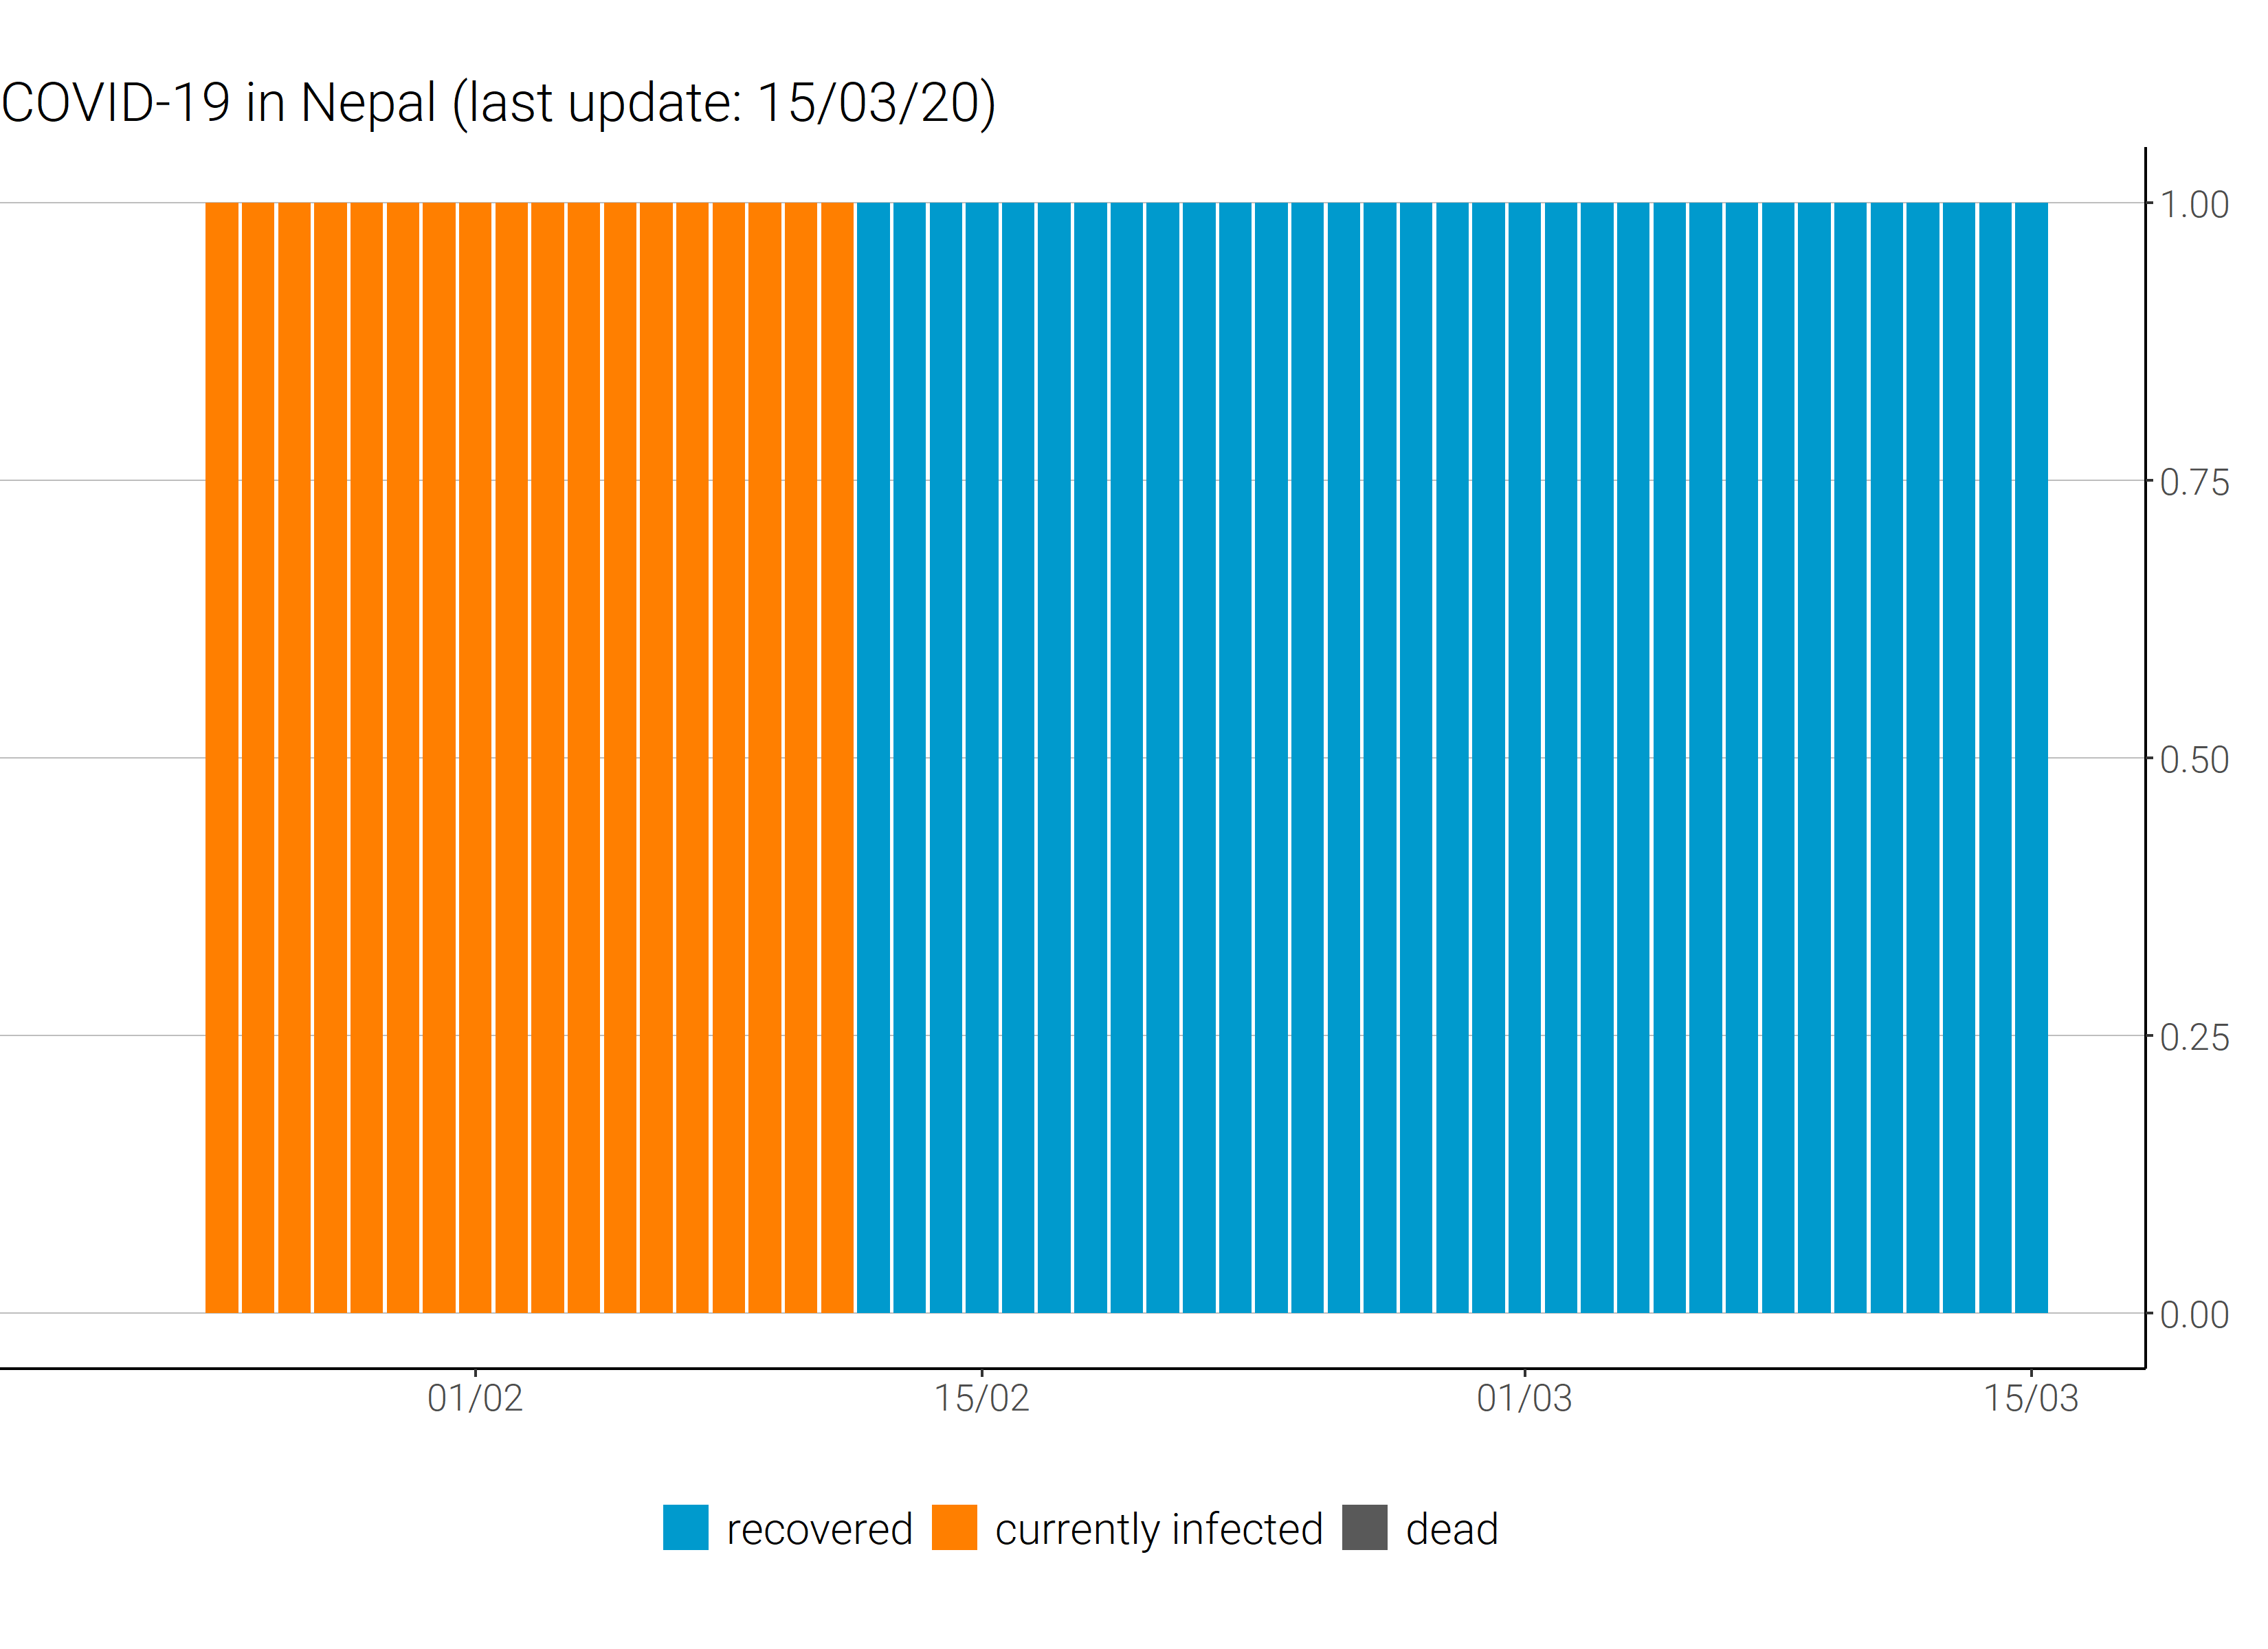 COVID-19 in Nepal (last update: 15/03/20)
1.00
0.75
0.50
0.25
0.00
01/02 15/02 01/03 15/03
recovered currently infected dead